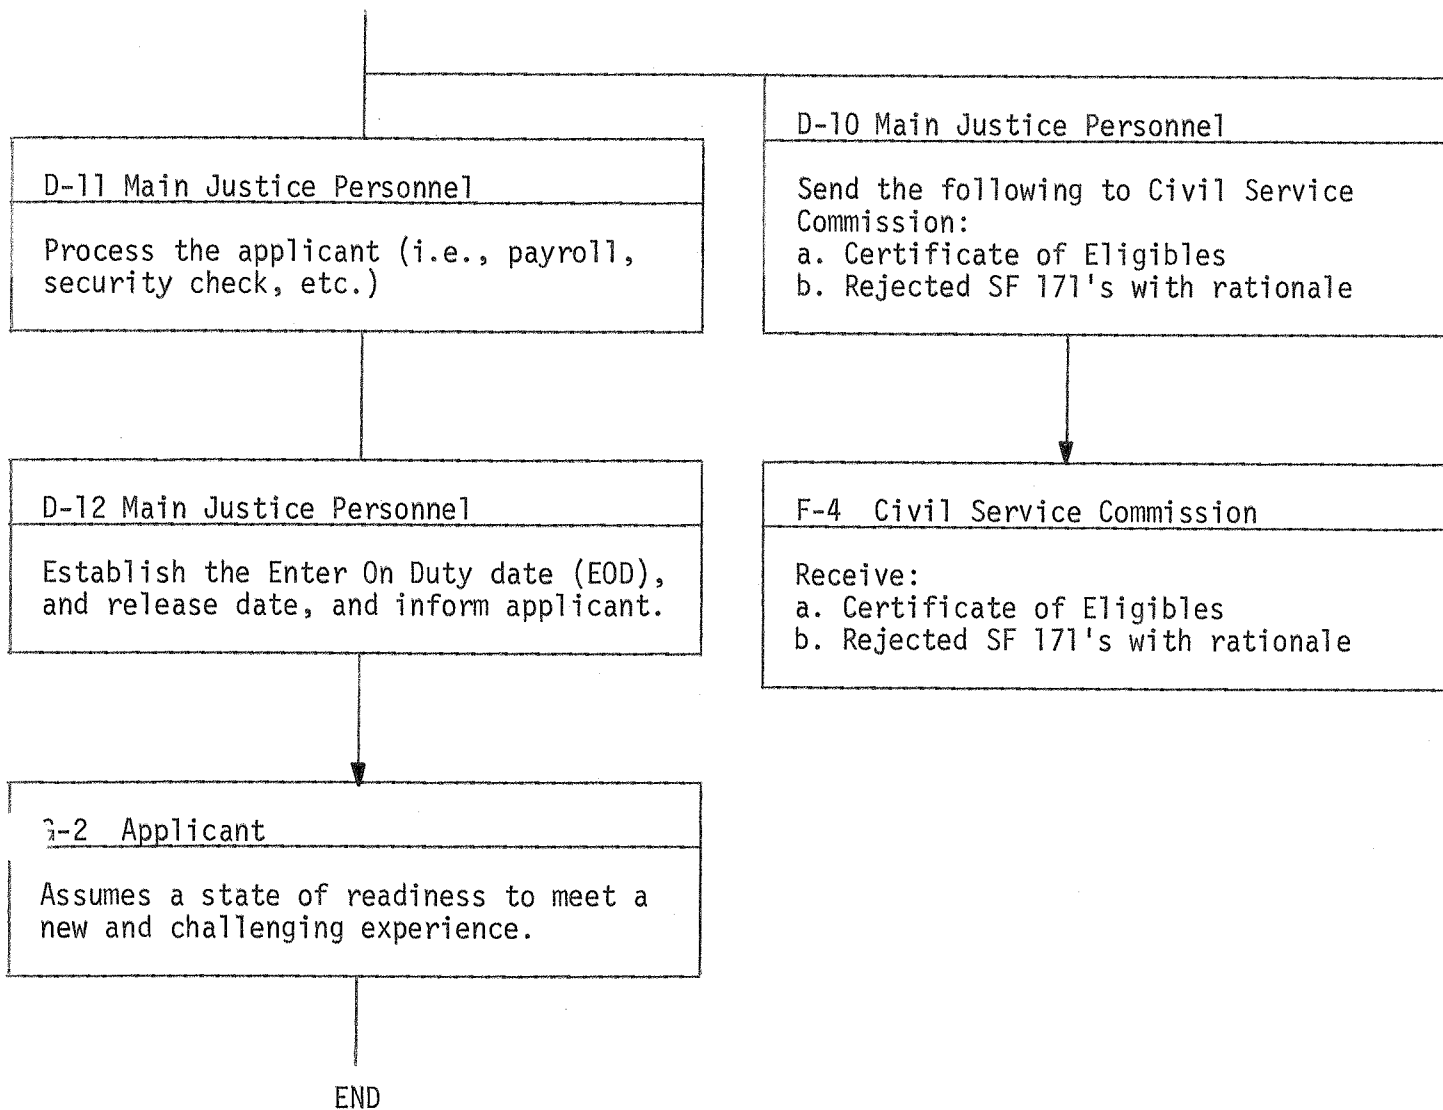 D-11 Main Justice Personnel
Process the applicant (i.e., payroll,
security check, etc.)
D-10 Main Justice Personnel
Send the following to Civil Service
Commission:
a. Certificate of Eligibles
b. Rejected SF 171's with rationale
D-12 Main Justice Personnel
Establish the Enter On Duty date (EOD),
and release date, and inform applicant.
F-4 Civil Service Commission
Receive:
a. Certificate of Eligibles
b. Rejected SF 171's with rationale
-2 Applicant
Assumes a state of readiness to meet a
new and challenging experience.
END